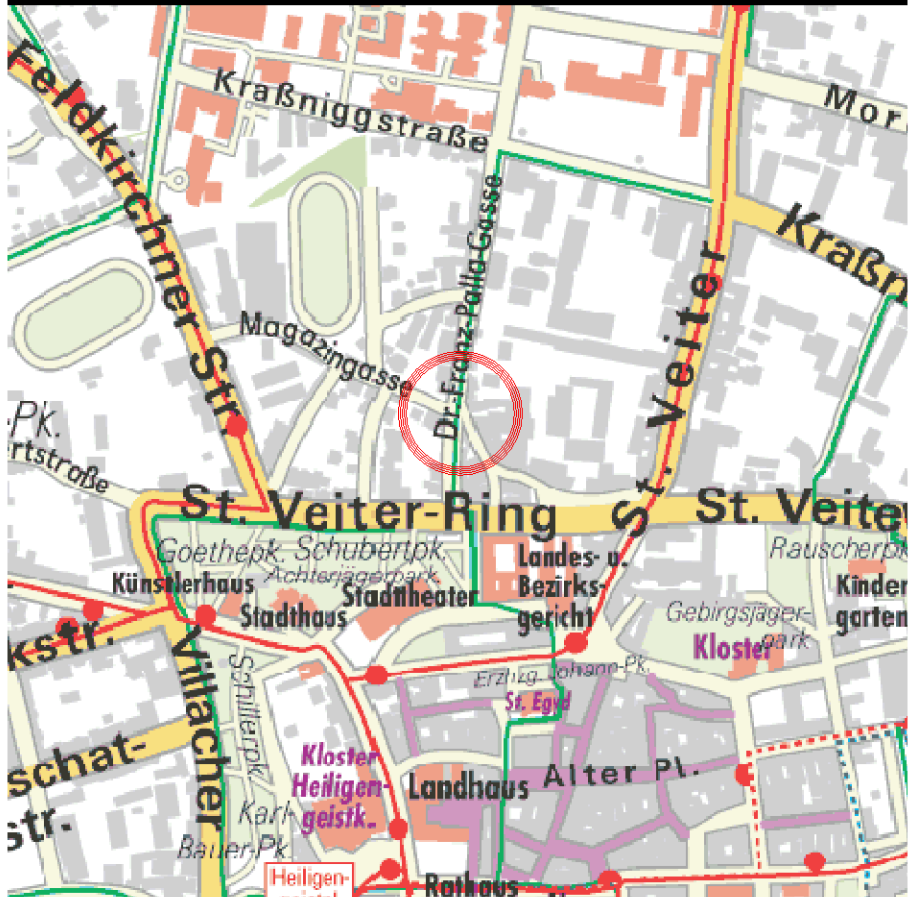 Feldkirchner Str.
Kraßniggstraße
Mor
Dr.-Franz-Palla-Gasse
Kraßn
St. Veiter
Magazingasse
-Pk.
rtstraße
St. Veiter-Ring
St. Veite
Goethepk.
Schubertpk.
Achterjägerpark
Landes- u.
Bezirks-
gericht
Rauscherpk
Künstlerhaus
Stadttheater
Stadthaus
Kinder
garten
Gebirgsjäger-
park
Kloster
kstr.
Villacher
Schillerpk.
Erzhzg. Johann-Pk.
St. Egyd
schat-
str.
Kloster
Heiligen-
geistk.
Landhaus
Alter Pl.
Karl-
Bauer-Pk.
Heiligen-
Rathaus